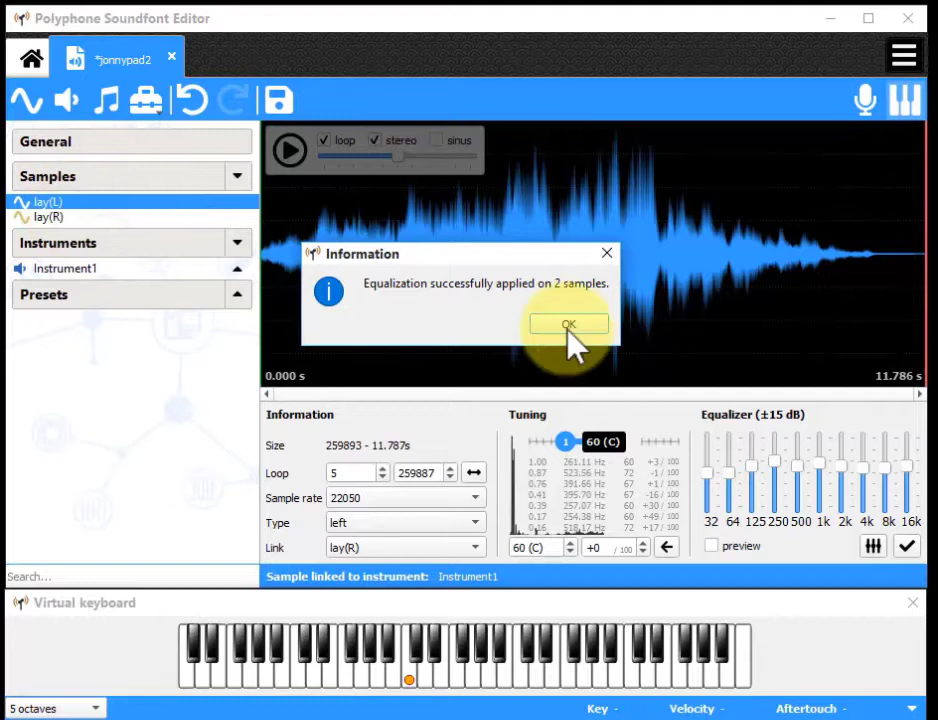 Polyphone Soundfont Editor
*jonnypad2
General
Samples
lay(L)
lay(R)
Instruments
Instrument1
Presets
Search...
loop stereo sinus
Information
Equalization successfully applied on 2 samples.
OK
0.000 s 11.786 s
Information
Size 259893 - 11.787s
Loop 5 259887
Sample rate 22050
Type left
Link lay(R)
Tuning
1 60 (C)
1.00 261.11 Hz 60 +3 / 100
0.87 523.56 Hz 72 -1 / 100
0.76 391.66 Hz 67 +1 / 100
0.41 395.70 Hz 67 -16 / 100
0.39 257.07 Hz 60 +30 / 100
0.17 254.38 Hz 60 +49 / 100
0.16 518.17 Hz 72 +17 / 100
60 (C) +0 / 100
Equalizer (±15 dB)
32 64 125 250 500 1k 2k 4k 8k 16k
preview
Sample linked to instrument: Instrument1
Virtual keyboard
5 octaves
Key - Velocity - Aftertouch -